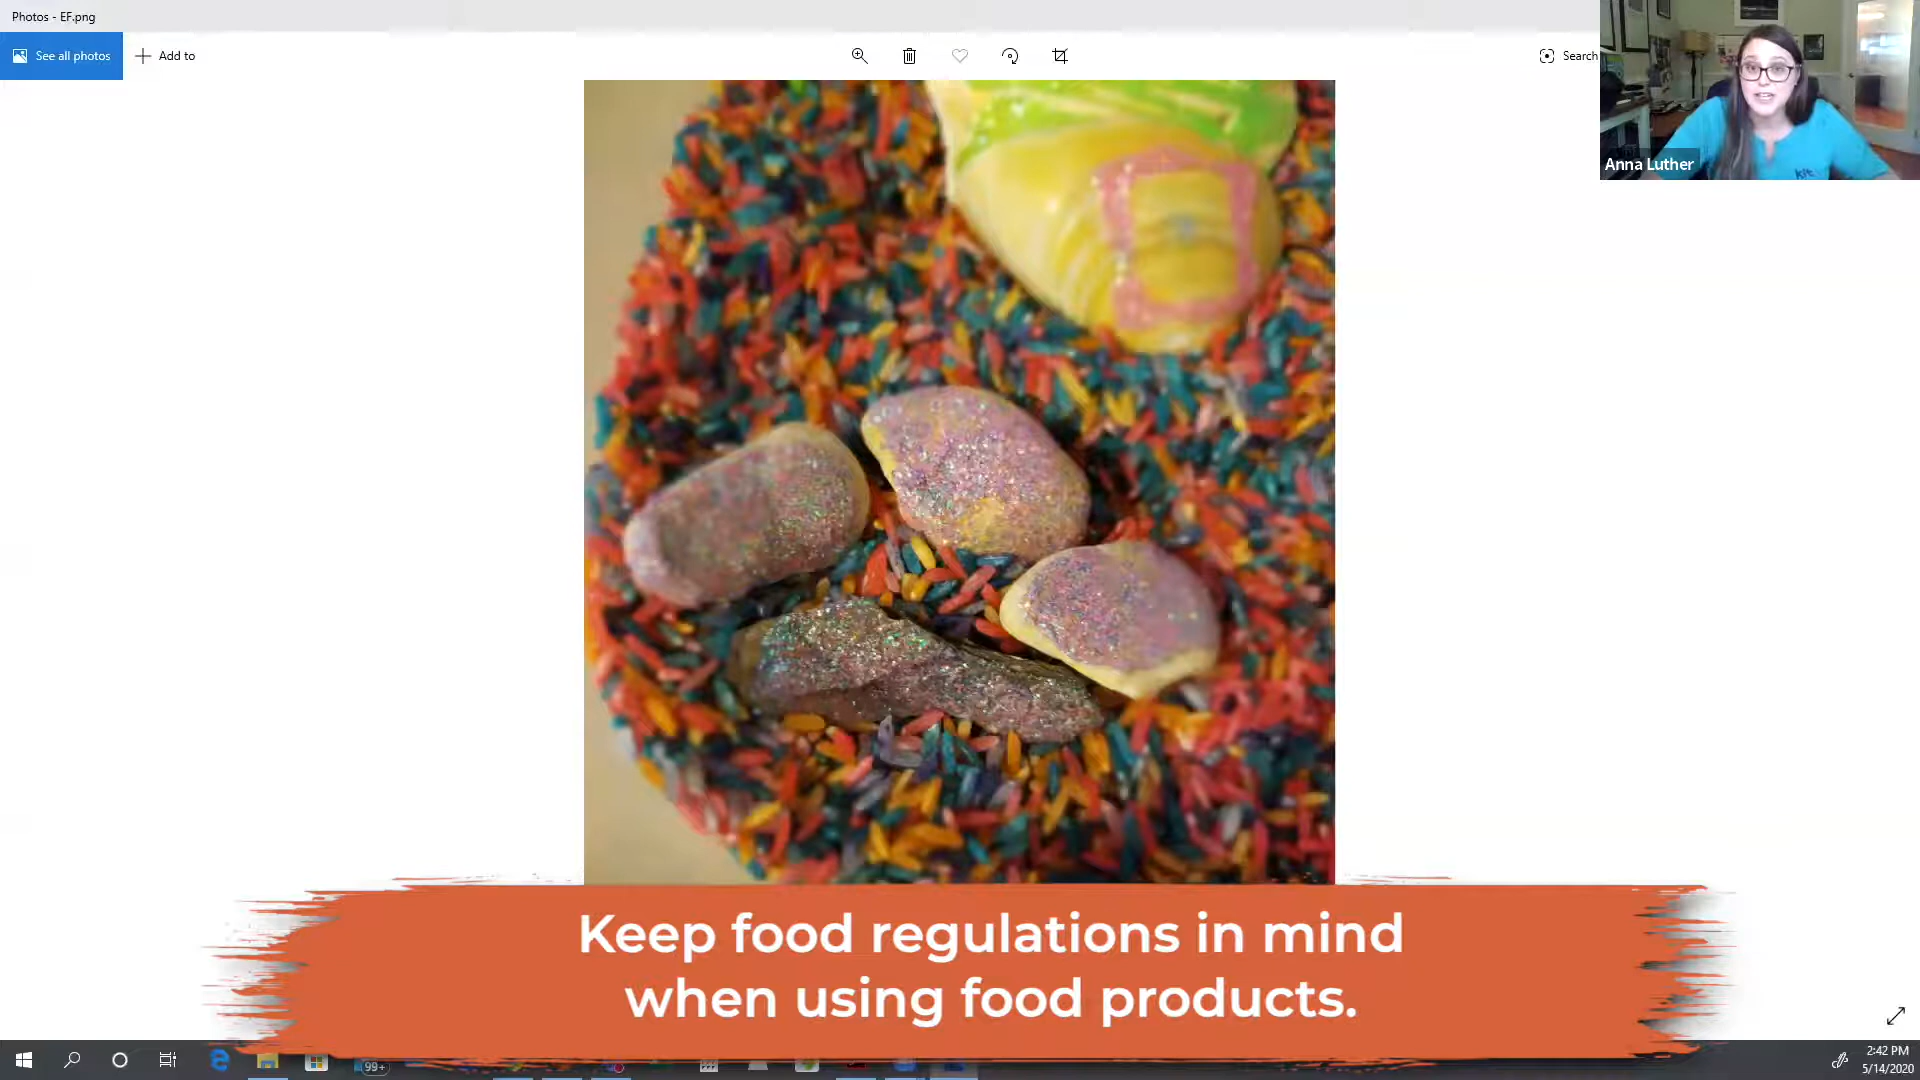 Photos - EF.png
See all photos
Add to
Search
Anna Luther
Keep food regulations in mind
when using food products.
99+
2:42 PM
5/14/2020